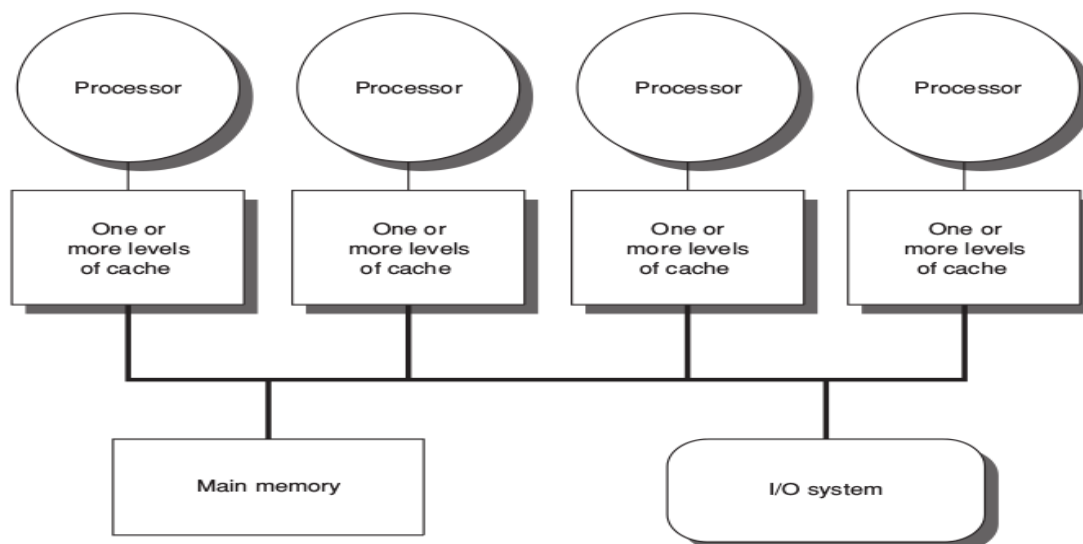 Processor
Processor
Processor
Processor
One or
more levels
of cache
One or
more levels
of cache
One or
more levels
of cache
One or
more levels
of cache
Main memory
I/O system